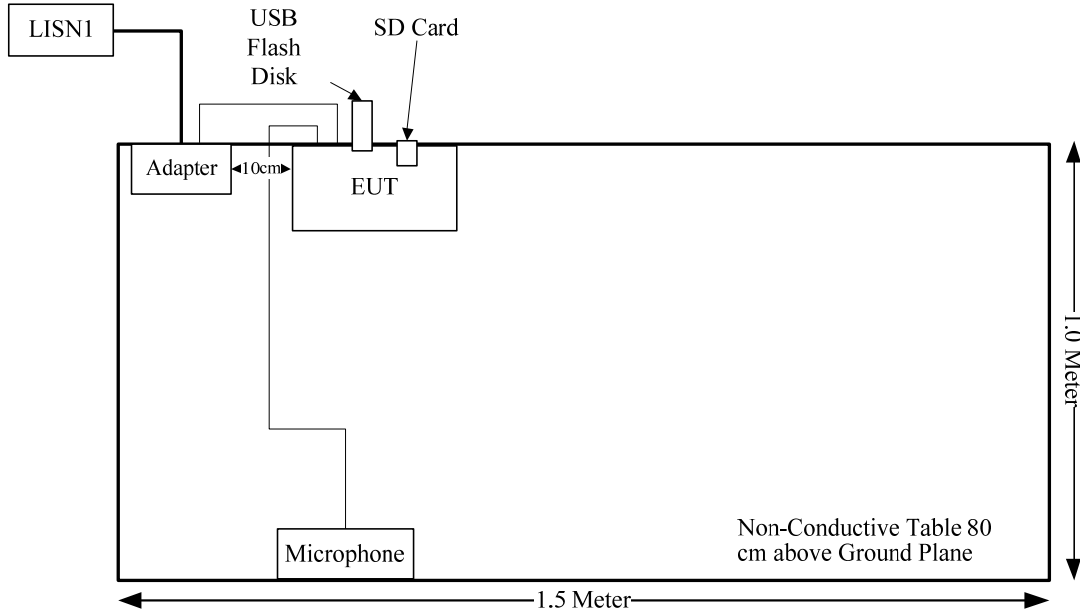 LISN1
USB
Flash
Disk
SD Card
Adapter
10cm
EUT
1.0 Meter
Microphone
Non-Conductive Table 80
cm above Ground Plane
1.5 Meter